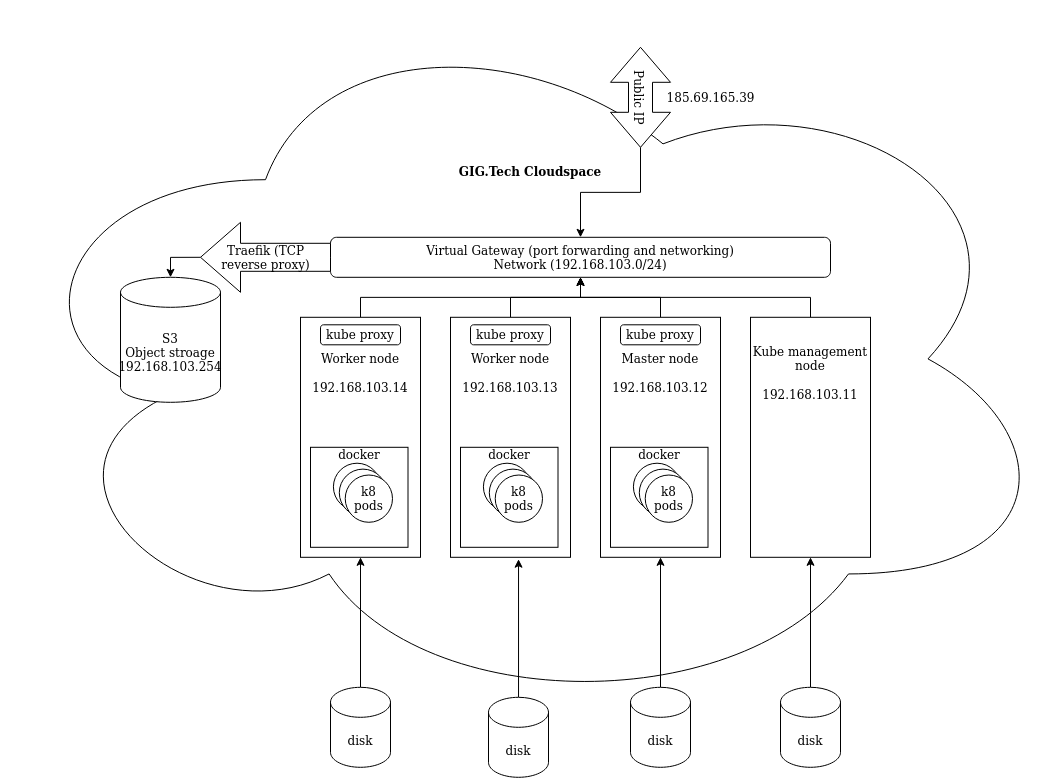 Public IP
185.69.165.39
GIG.Tech Cloudspace
Virtual Gateway (port forwarding and networking)
Network (192.168.103.0/24)
Traefik (TCP
reverse proxy)
S3
Object stroage
192.168.103.254
kube proxy
Worker node
192.168.103.14
docker
k8
pods
kube proxy
Worker node
192.168.103.13
docker
k8
pods
kube proxy
Master node
192.168.103.12
docker
k8
pods
Kube management
node
192.168.103.11
disk
disk
disk
disk